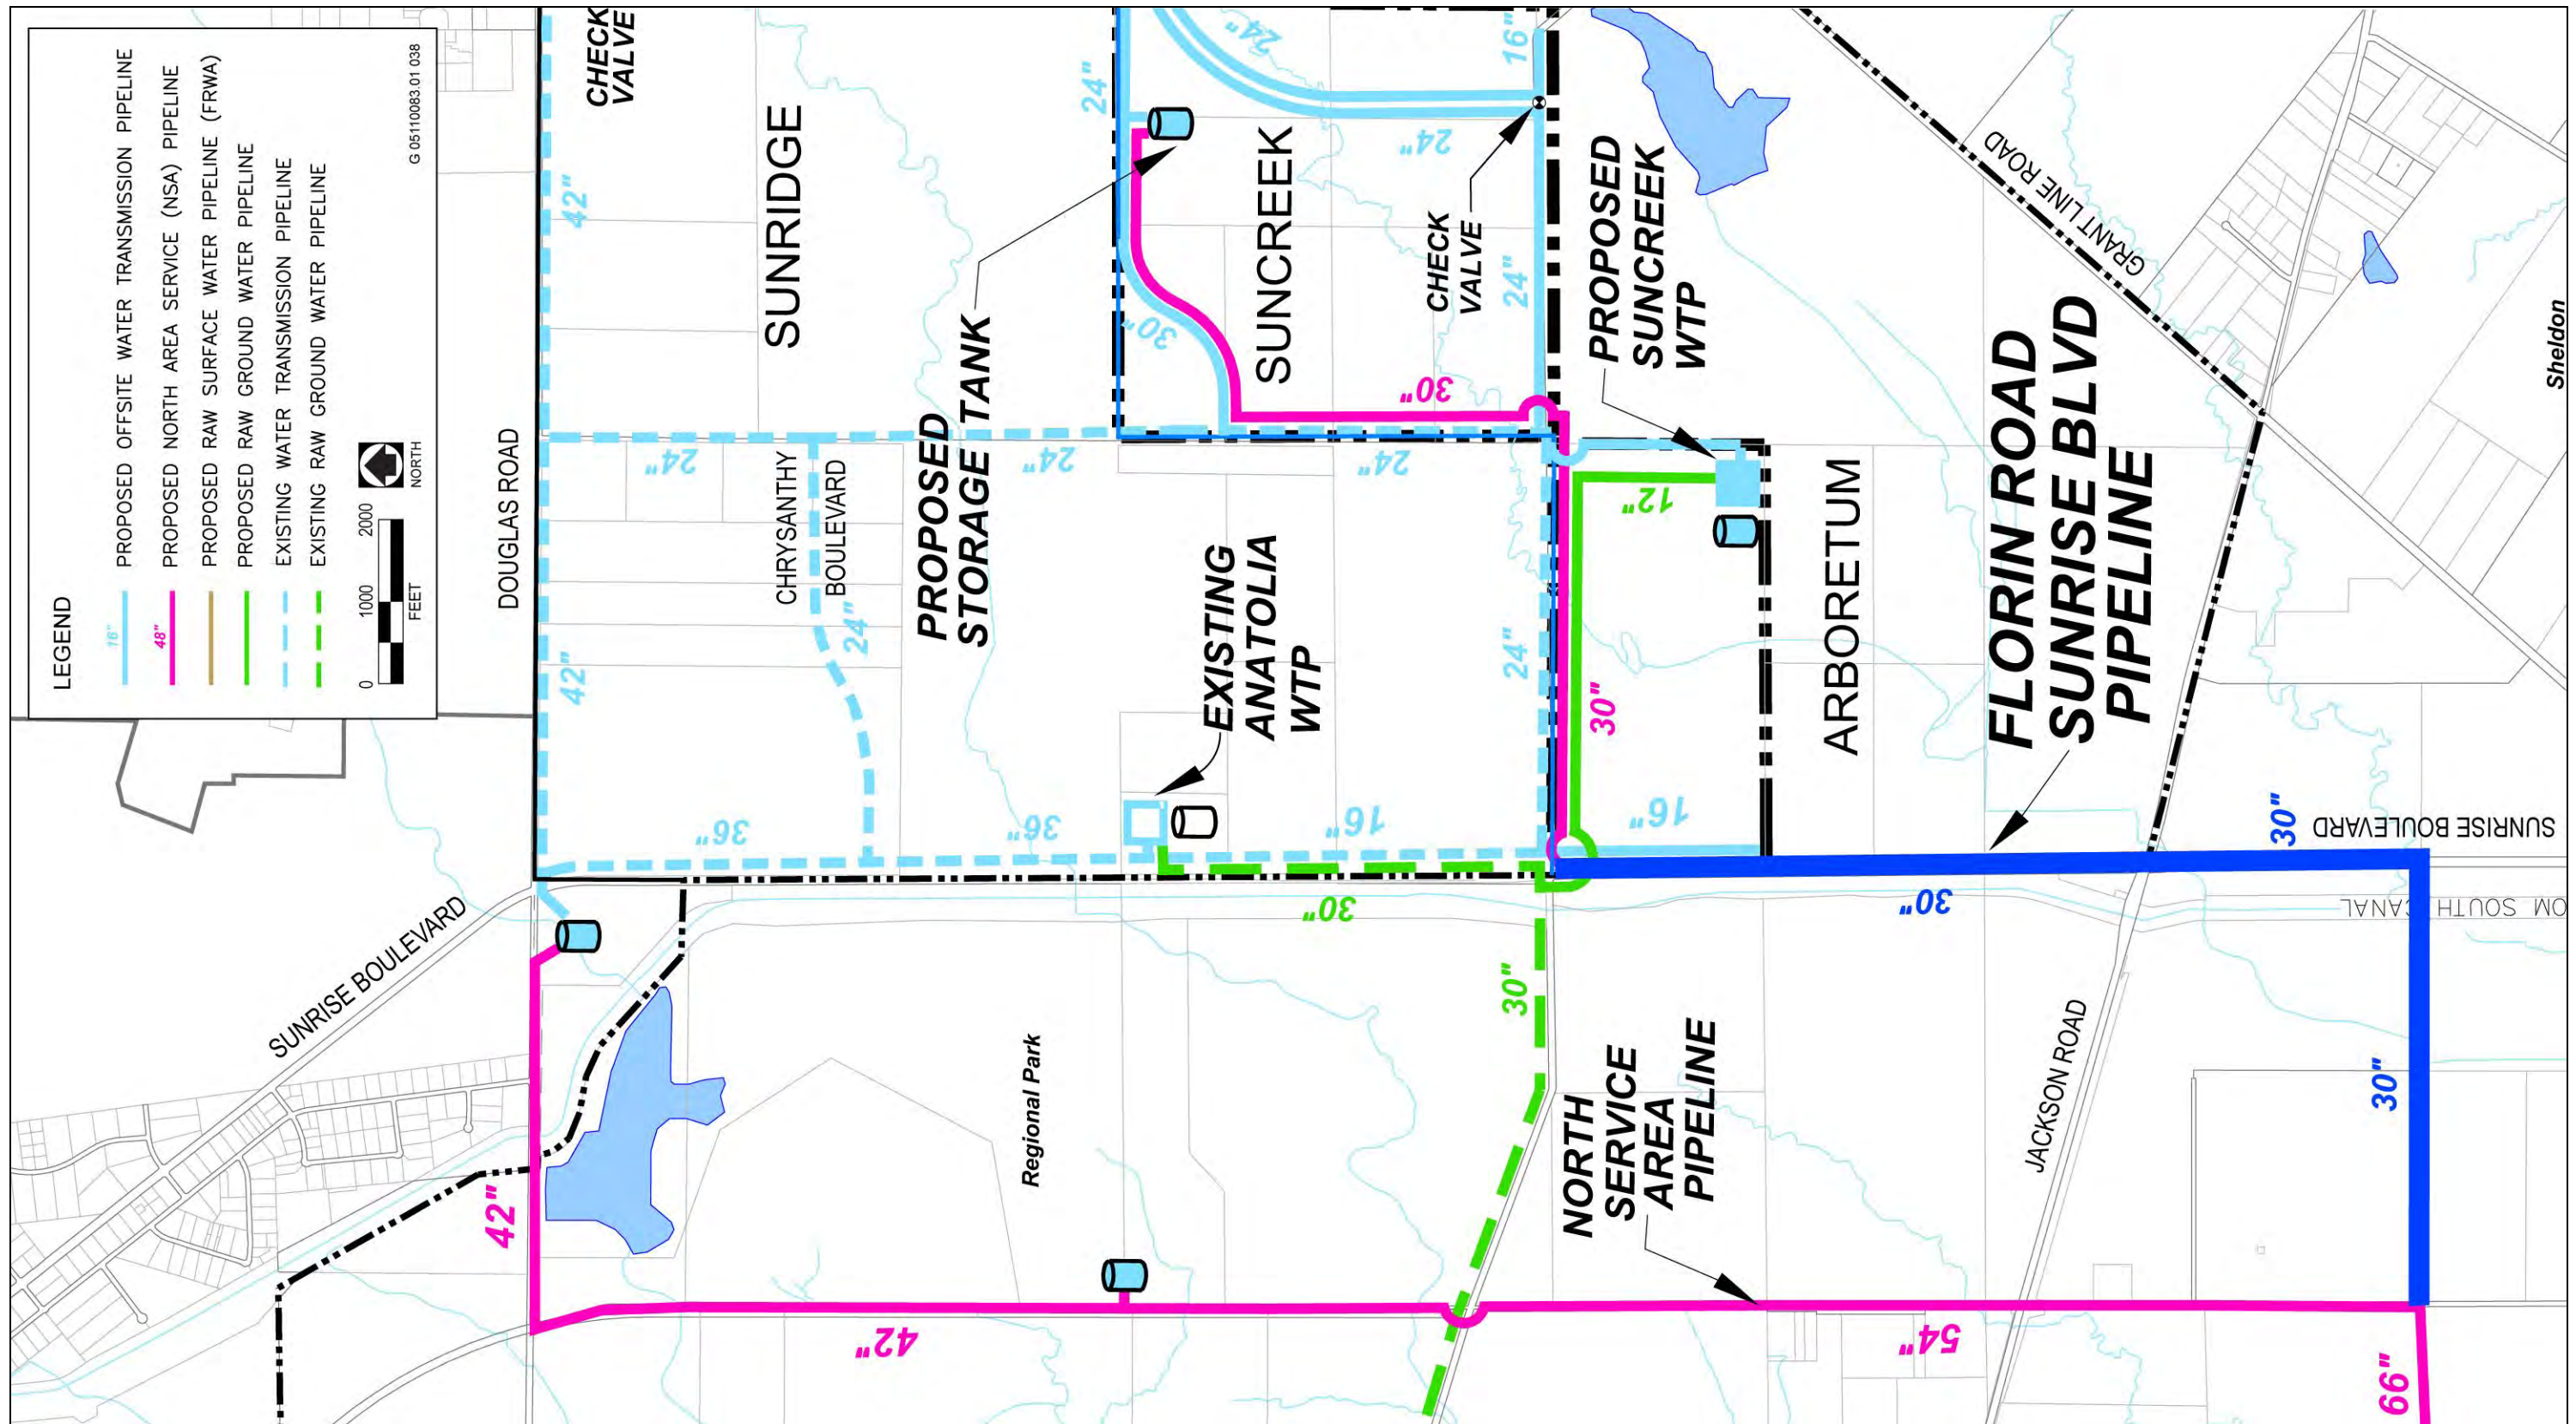 LEGEND
16"
PROPOSED OFFSITE WATER TRANSMISSION PIPELINE
48"
PROPOSED NORTH AREA SERVICE (NSA) PIPELINE
PROPOSED RAW SURFACE WATER PIPELINE (FRWA)
PROPOSED RAW GROUND WATER PIPELINE
EXISTING WATER TRANSMISSION PIPELINE
EXISTING RAW GROUND WATER PIPELINE
0
1000
2000
FEET
NORTH
G 05110083.01 038
DOUGLAS ROAD
CHECK
VALVE
42"
SUNRIDGE
24"
24"
16"
24"
SUNCREEK
CHECK
VALVE
24"
30"
30"
PROPOSED
SUNCREEK
WTP
GRANT LINE ROAD
Sheldon
24"
CHRYSANTHY
BOULEVARD
24"
42"
PROPOSED
STORAGE TANK
24"
24"
EXISTING
ANATOLIA
WTP
24"
12"
30"
ARBORETUM
FLORIN ROAD
SUNRISE BLVD
PIPELINE
36"
36"
16"
16"
30"
SUNRISE BOULEVARD
SUNRISE BOULEVARD
30"
30"
30"
OM SOUTH CANAL
Regional Park
NORTH
SERVICE
AREA
PIPELINE
JACKSON ROAD
30"
42"
42"
54"
66"